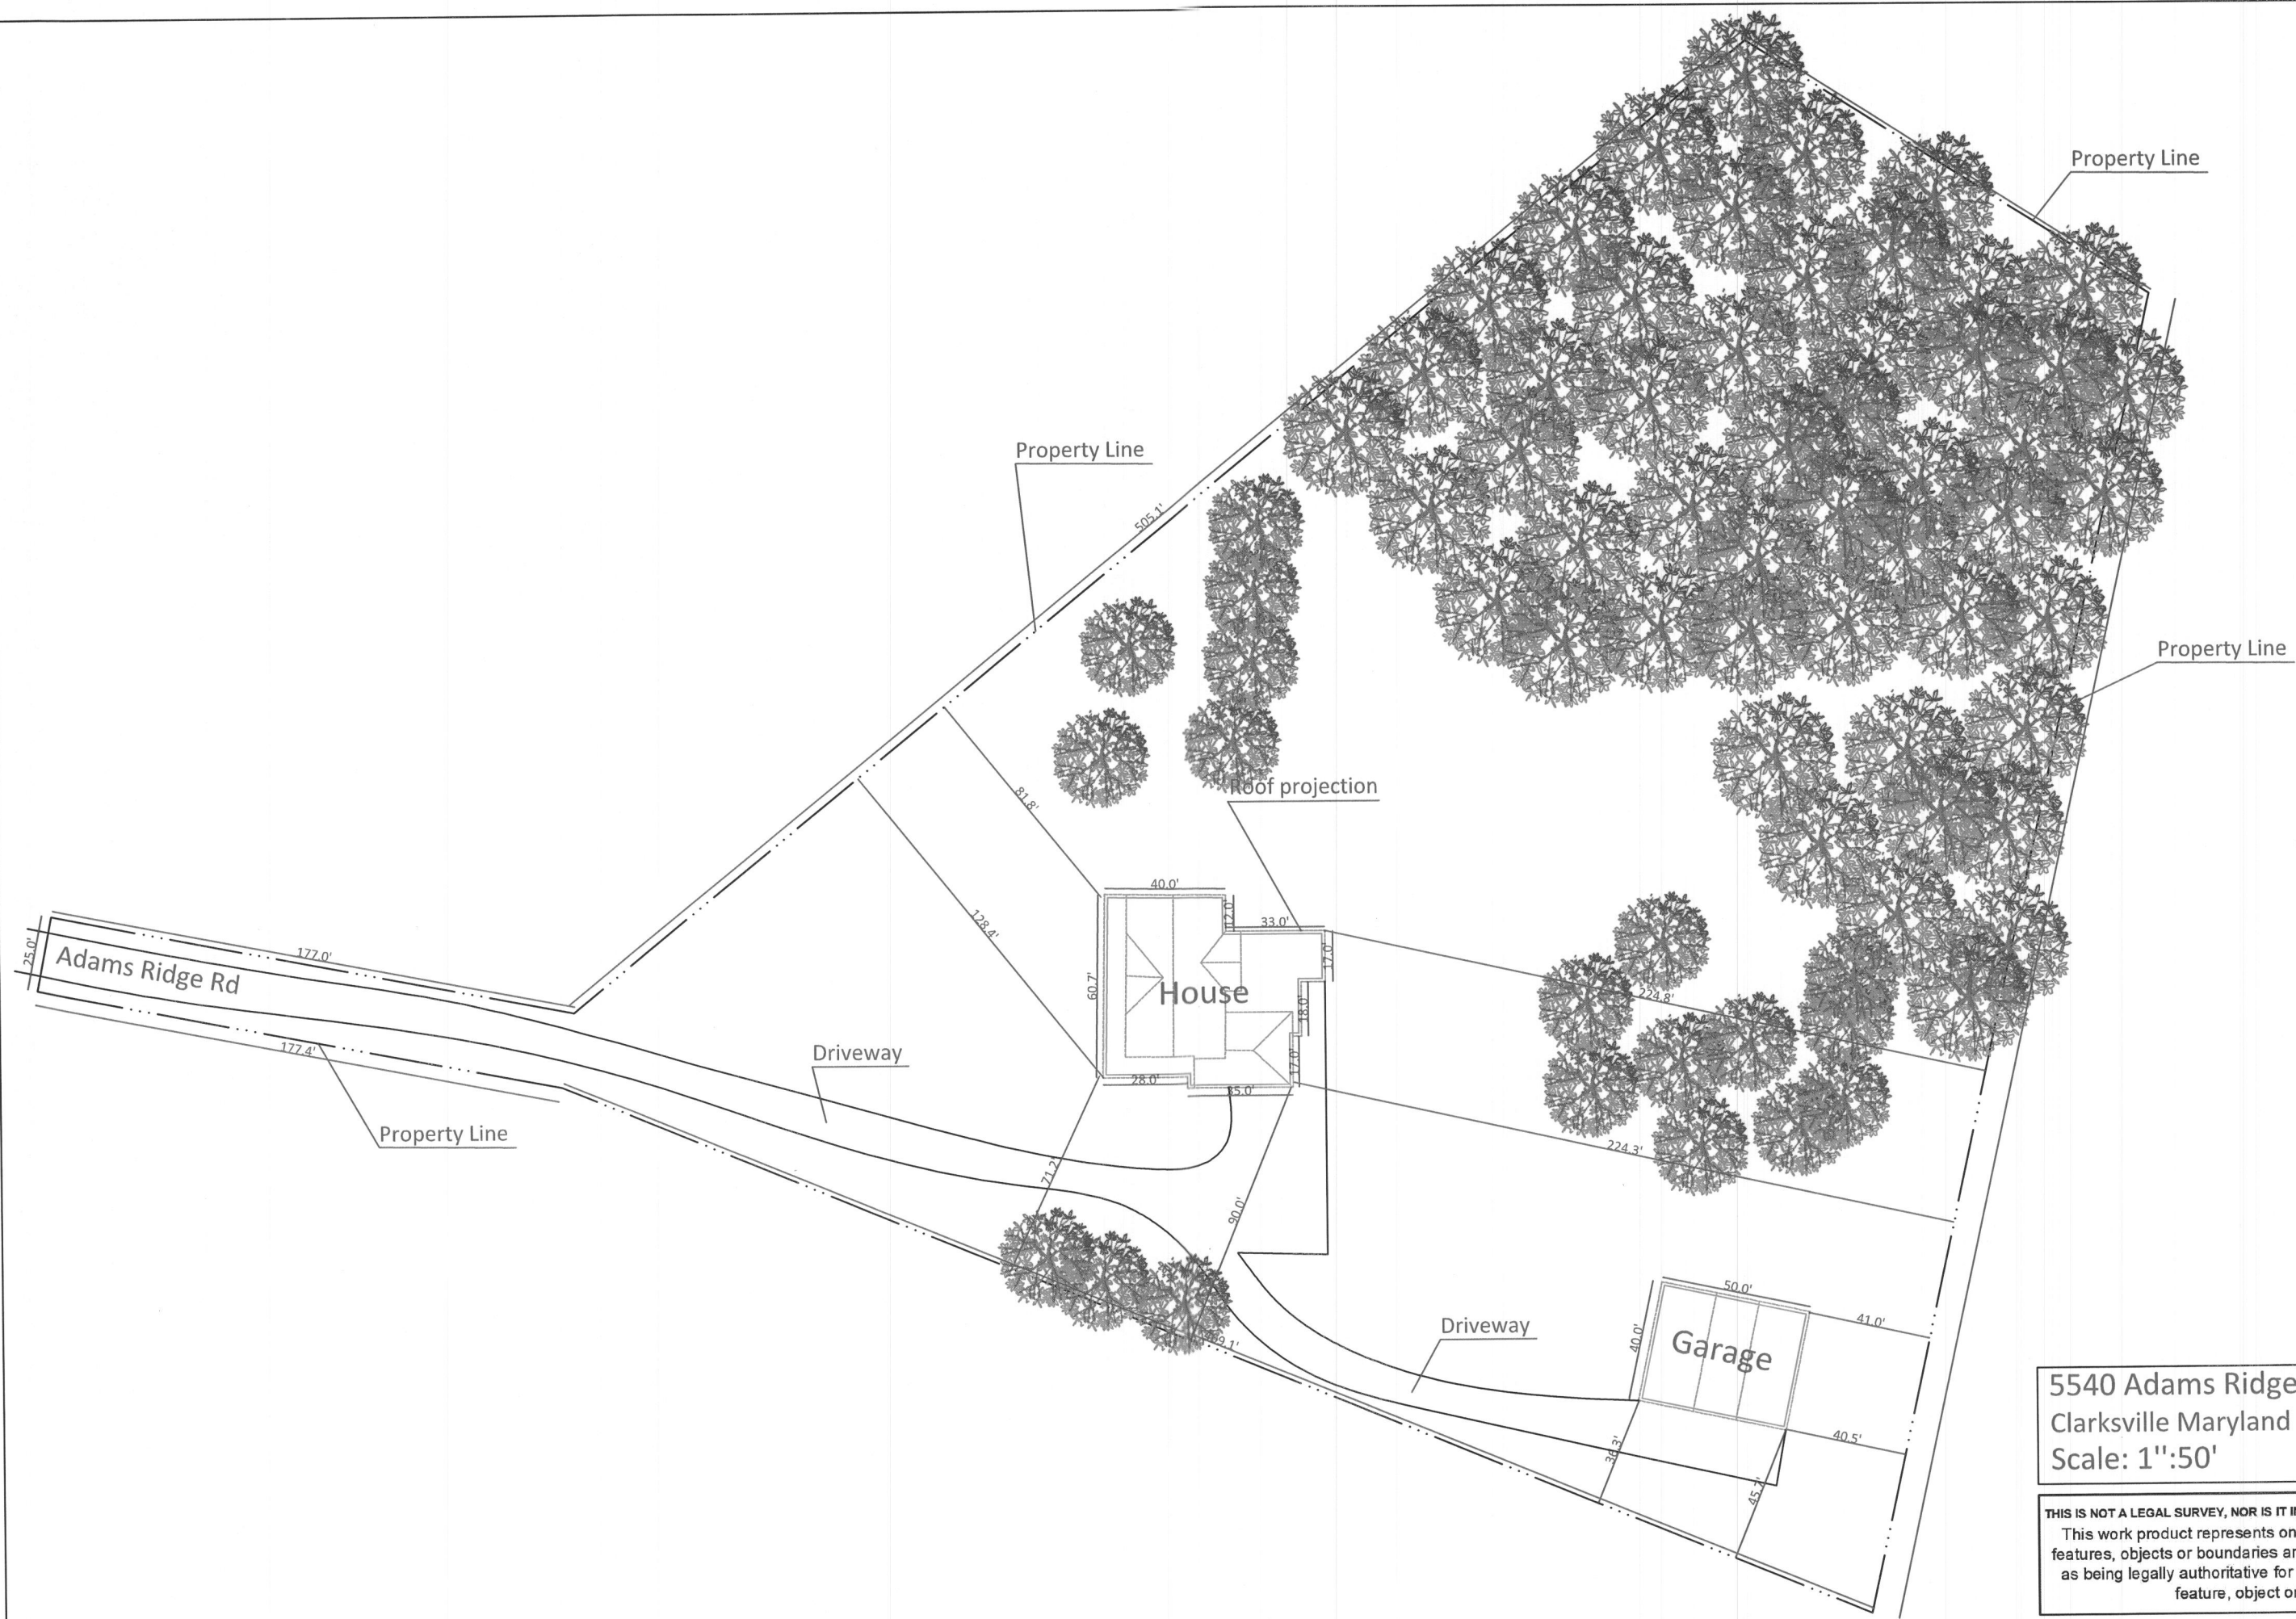 Property Line
Property Line
505.1'
Property Line
Roof projection
81.8'
40.0'
12.0'
33.0'
128.4'
17.0'
25.0'
Adams Ridge Rd
177.0'
60.7'
House
18.0'
224.8'
177.4'
Driveway
17.0'
28.0'
35.0'
Property Line
71.2'
224.3'
90.0'
50.0'
41.0'
Driveway
40.0'
Garage
40.5'
36.3'
5540 Adams Ridge
Clarksville Maryland
Scale: 1'':50'
THIS IS NOT A LEGAL SURVEY, NOR IS IT
This work product represents
features, objects or boundaries
as being legally authoritative for
feature, object